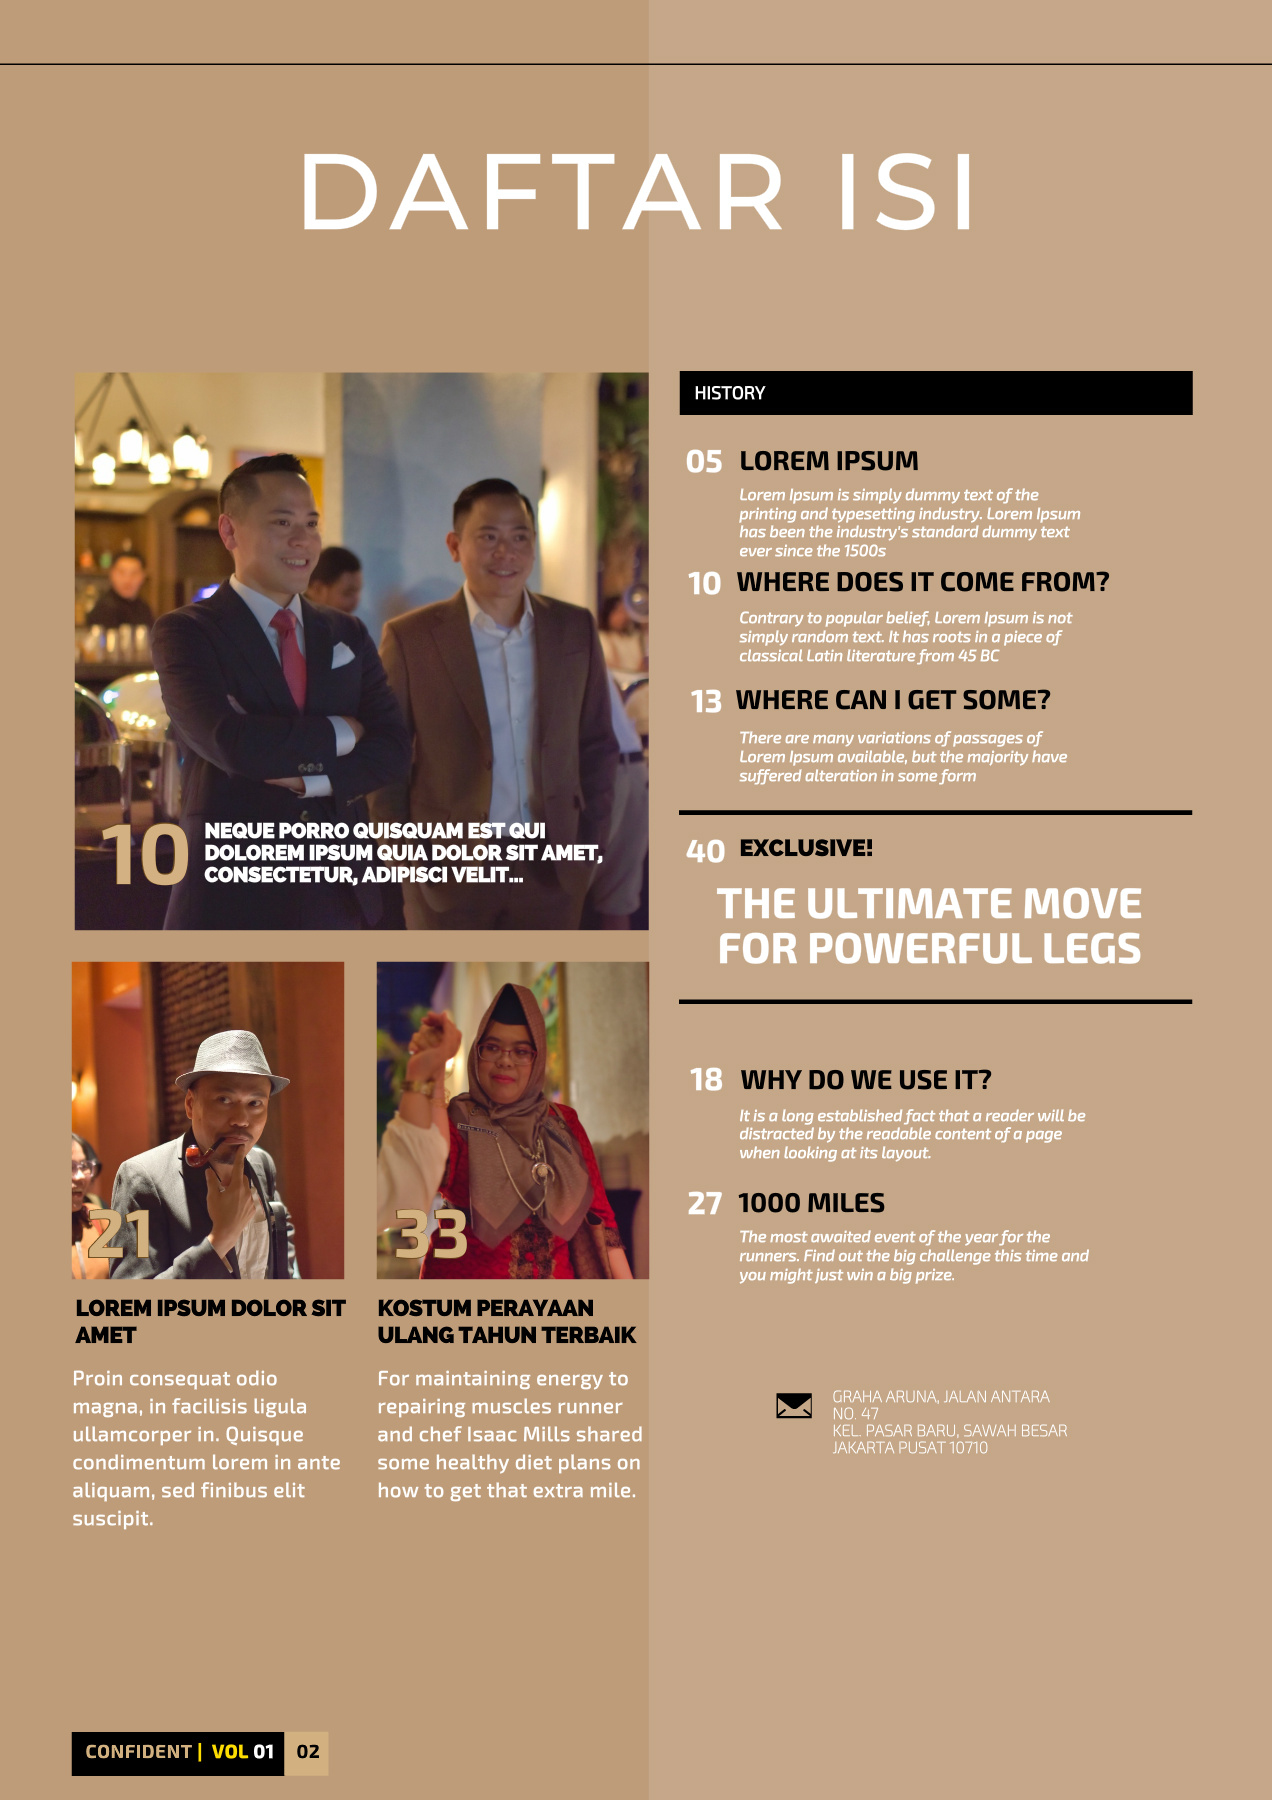 DAFTAR ISI
10
NEQUE PORRO QUISQUAM EST QUI
DOLOREM IPSUM QUIA DOLOR SIT AMET,
CONSECTETUR, ADIPISCI VELIT...
21
LOREM IPSUM DOLOR SIT
AMET
Proin consequat odio
magna, in facilisis ligula
ullamcorper in. Quisque
condimentum lorem in ante
aliquam, sed finibus elit
suscipit.
33
KOSTUM PERAYAAN
ULANG TAHUN TERBAIK
For maintaining energy to
repairing muscles runner
and chef Isaac Mills shared
some healthy diet plans on
how to get that extra mile.
HISTORY
05 LOREM IPSUM
Lorem Ipsum is simply dummy text of the
printing and typesetting industry. Lorem Ipsum
has been the industry's standard dummy text
ever since the 1500s
10 WHERE DOES IT COME FROM?
Contrary to popular belief, Lorem Ipsum is not
simply random text. It has roots in a piece of
classical Latin literature from 45 BC
13 WHERE CAN I GET SOME?
There are many variations of passages of
Lorem Ipsum available, but the majority have
suffered alteration in some form
40 EXCLUSIVE!
THE ULTIMATE MOVE
FOR POWERFUL LEGS
18 WHY DO WE USE IT?
It is a long established fact that a reader will be
distracted by the readable content of a page
when looking at its layout.
27 1000 MILES
The most awaited event of the year for the
runners. Find out the big challenge this time and
you might just win a big prize.
GRAHA ARUNA, JALAN ANTARA
NO. 47
KEL. PASAR BARU, SAWAH BESAR
JAKARTA PUSAT 10710
CONFIDENT | VOL 01 02